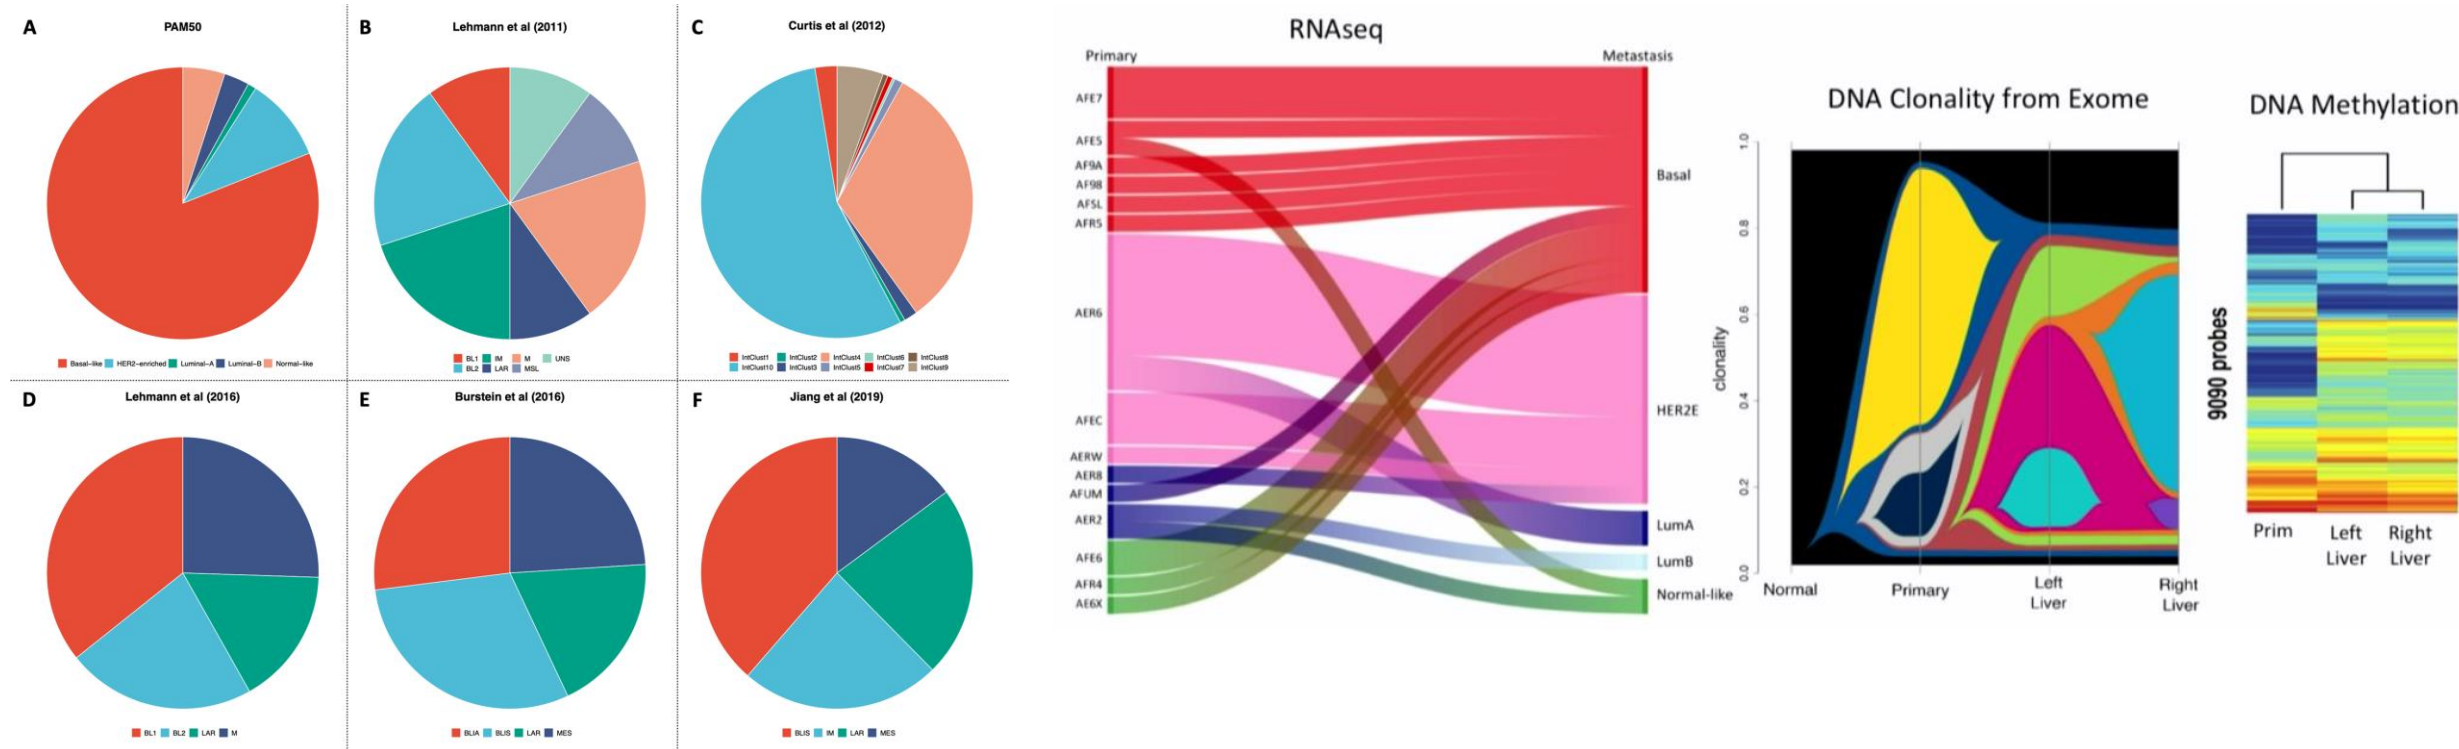 A
PAM50
Basal-like HER2-enriched Luminal-A Luminal-B Normal-like
B
Lehmann et al (2011)
BL1 IM M UNS
BL2 LAR MSL
C
Curtis et al (2012)
IntClust1 IntClust2 IntClust4 IntClust6 IntClust8
IntClust10 IntClust3 IntClust5 IntClust7 IntClust9
D
Lehmann et al (2016)
BL1 BL2 LAR M
E
Burstein et al (2016)
BLIA BLIS LAR MES
F
Jiang et al (2019)
BLIS IM LAR MES
RNAseq
Primary
Metastasis
AFE7
AFE5
AF9A
AF98
AFSL
AFR5
AER6
AFEC
AERW
AER8
AFUM
AER2
AFE6
AFR4
AE6X
Basal
HER2E
LumA
LumB
Normal-like
DNA Clonality from Exome
clonality
1.0
0.8
0.6
0.4
0.2
0.0
Normal
Primary
Left
Liver
Right
Liver
DNA Methylation
9090 probes
Prim
Left
Liver
Right
Liver